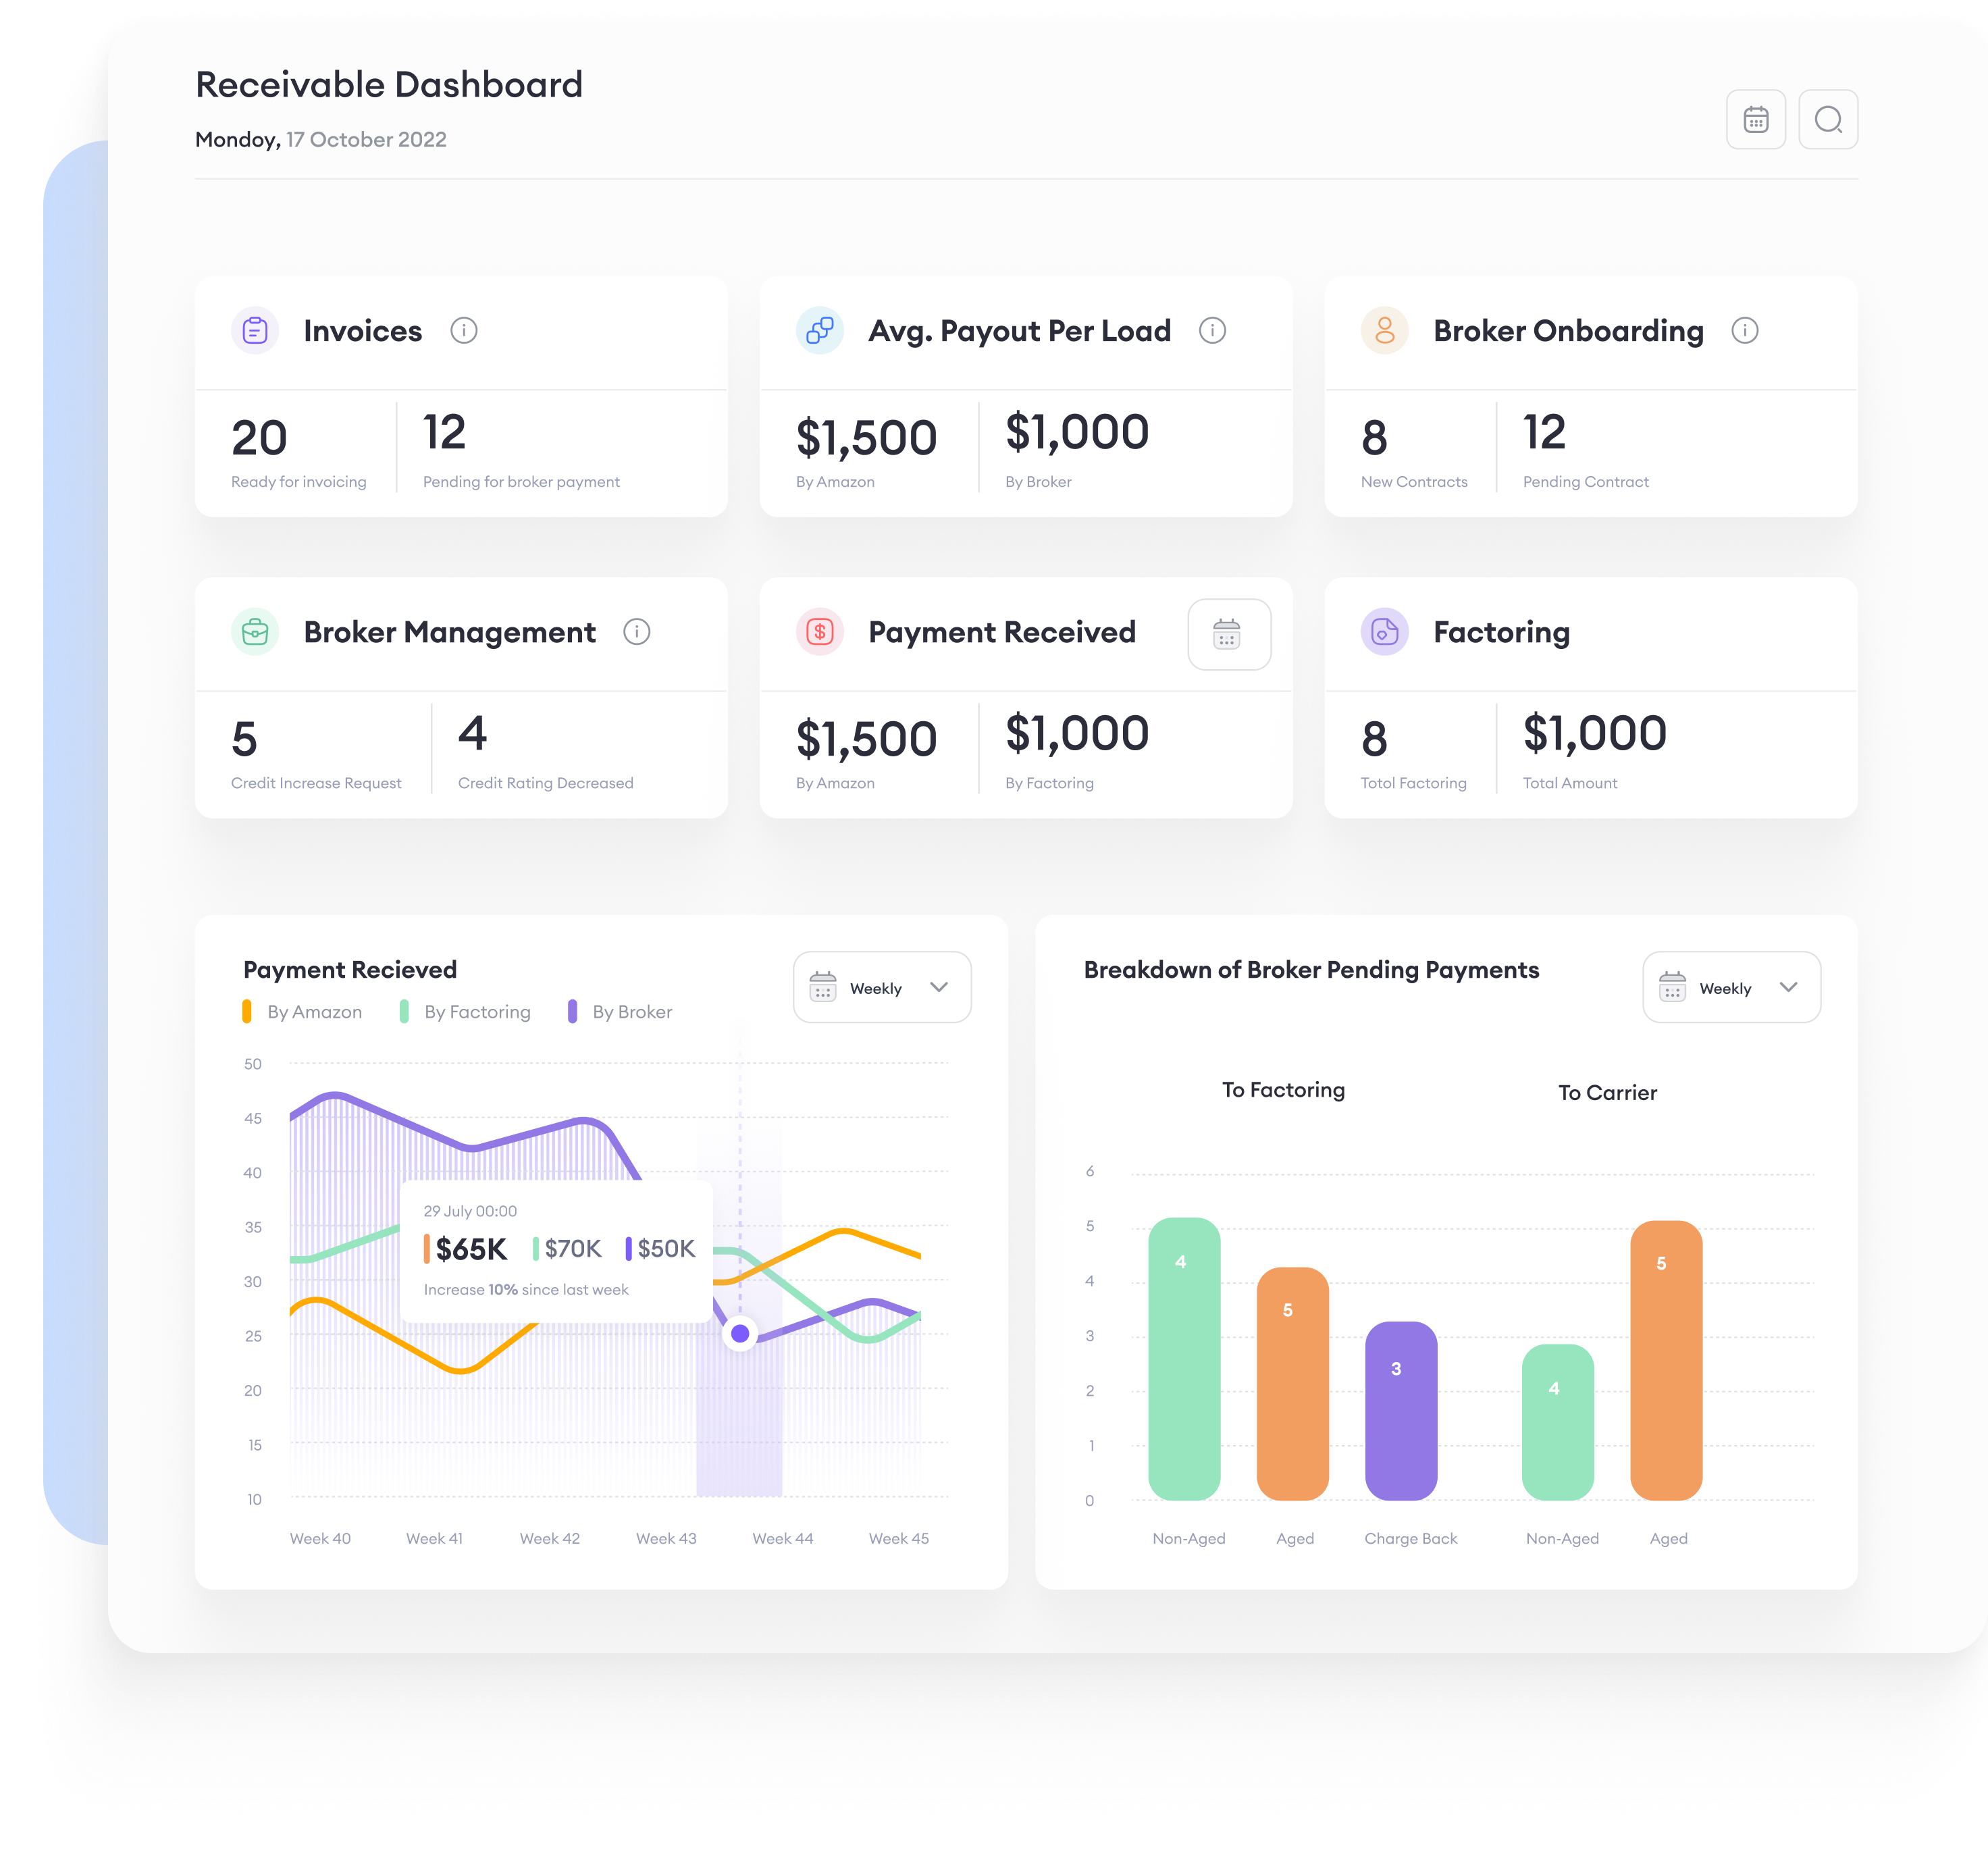 Receivable Dashboard
Mondoy, 17 October 2022
Invoices
20
12
Ready for invoicing
Pending for broker payment
Avg. Payout Per Load
$1,500
$1,000
By Amazon
By Broker
Broker Onboarding
8
12
New Contracts
Pending Contract
Broker Management
5
4
Credit Increase Request
Credit Rating Decreased
Payment Received
$1,500
$1,000
By Amazon
By Factoring
Factoring
8
$1,000
Totol Factoring
Total Amount
Payment Recieved
Weekly
By Amazon
By Factoring
By Broker
50
45
40
35
30
25
20
15
10
29 July 00:00
$65K $70K $50K
Increase 10% since last week
Week 40
Week 41
Week 42
Week 43
Week 44
Week 45
Breakdown of Broker Pending Payments
Weekly
To Factoring
To Carrier
6
5
4
3
2
1
0
4
5
3
4
5
Non-Aged
Aged
Charge Back
Non-Aged
Aged